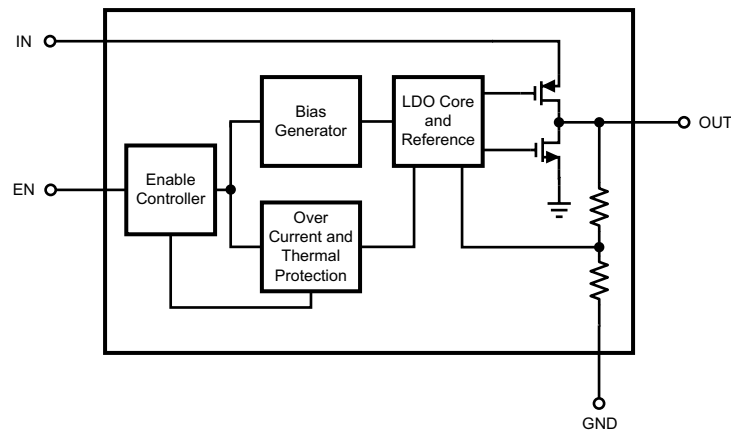 IN
Bias
Generator
LDO Core
and
Reference
OUT
EN
Enable
Controller
Over
Current and
Thermal
Protection
GND